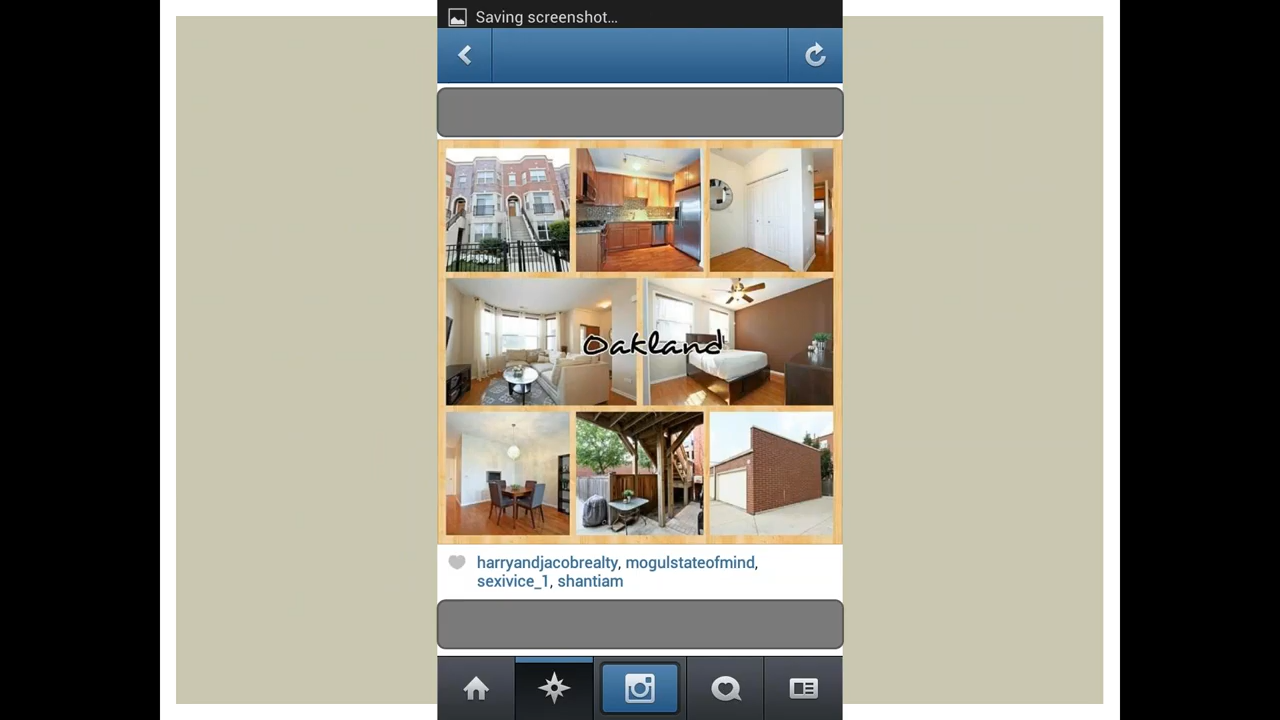 Saving screenshot...
Oakland
harryandjacobrealty, mogulstateofmind,
sexivice_1, shantiam